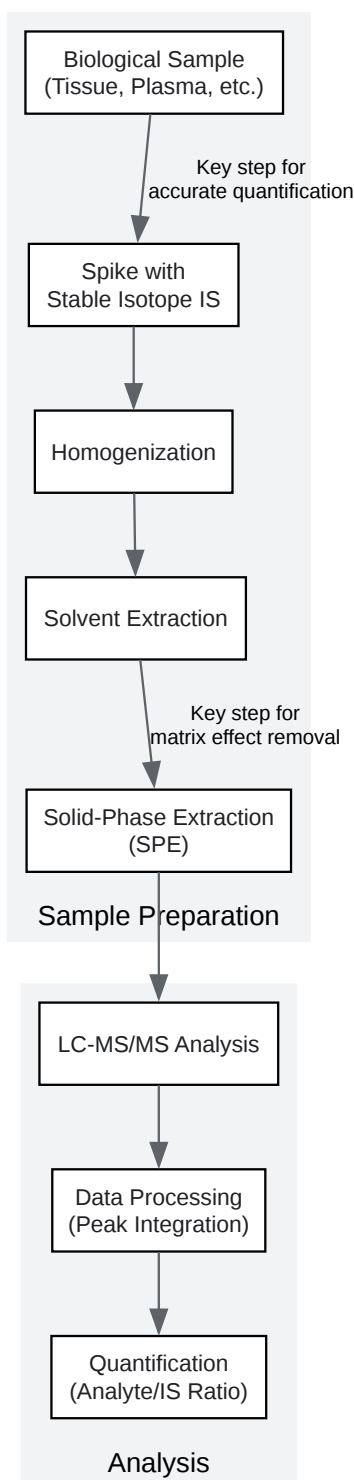 Biological Sample
(Tissue, Plasma, etc.)
Key step for
accurate quantification
Spike with
Stable Isotope IS
Homogenization
Solvent Extraction
Key step for
matrix effect removal
Solid-Phase Extraction
(SPE)
Sample Preparation
LC-MS/MS Analysis
Data Processing
(Peak Integration)
Quantification
(Analyte/IS Ratio)
Analysis